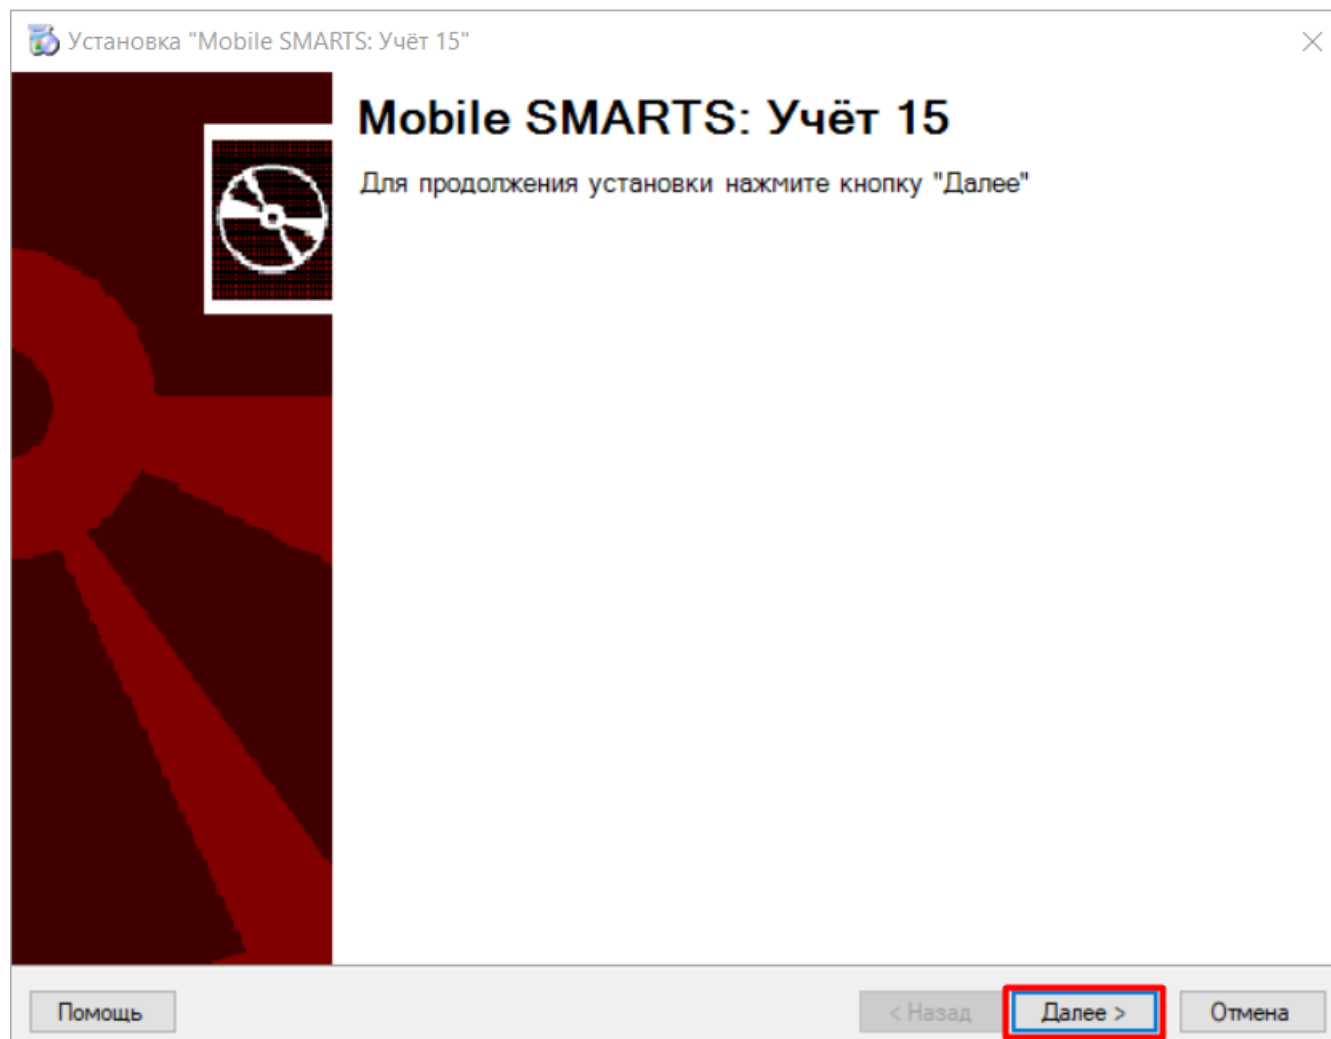 Установка "Mobile SMARTS: Учёт 15"
Mobile SMARTS: Учёт 15
Для продолжения установки нажмите кнопку "Далее"
Помощь
< Назад
Далее >
Отмена